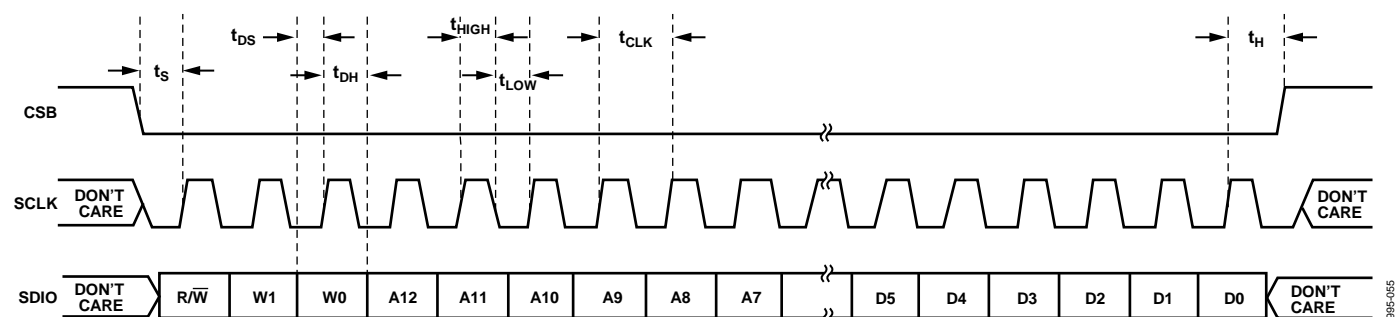 tDS
tHIGH
tCLK
tH
tS
tDH
tLOW
CSB
SCLK
DON'T
CARE
DON'T
CARE
SDIO
DON'T
CARE
R/W̅
W1
W0
A12
A11
A10
A9
A8
A7
D5
D4
D3
D2
D1
D0
DON'T
CARE
995-055